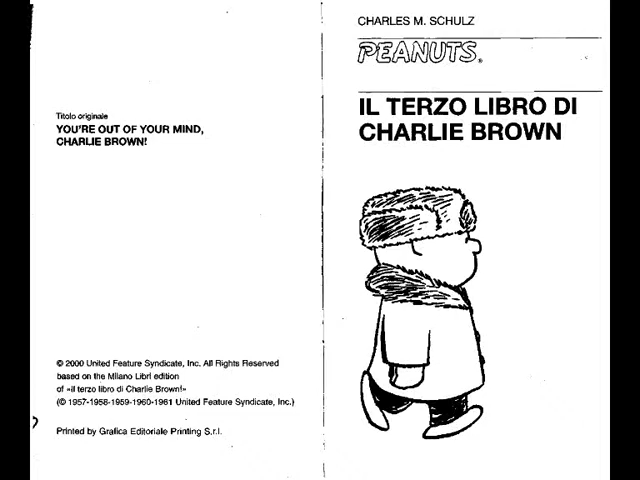 Titolo originale
YOU'RE OUT OF YOUR MIND,
CHARLIE BROWN!
© 2000 United Feature Syndicate, Inc. All Rights Reserved
based on the Milano Libri edition
of «il terzo libro di Charlie Brown!»
(© 1957-1958-1959-1960-1961 United Feature Syndicate, Inc.)
Printed by Grafica Editoriale Printing S.r.l.
CHARLES M. SCHULZ
PEANUTS®
IL TERZO LIBRO DI
CHARLIE BROWN